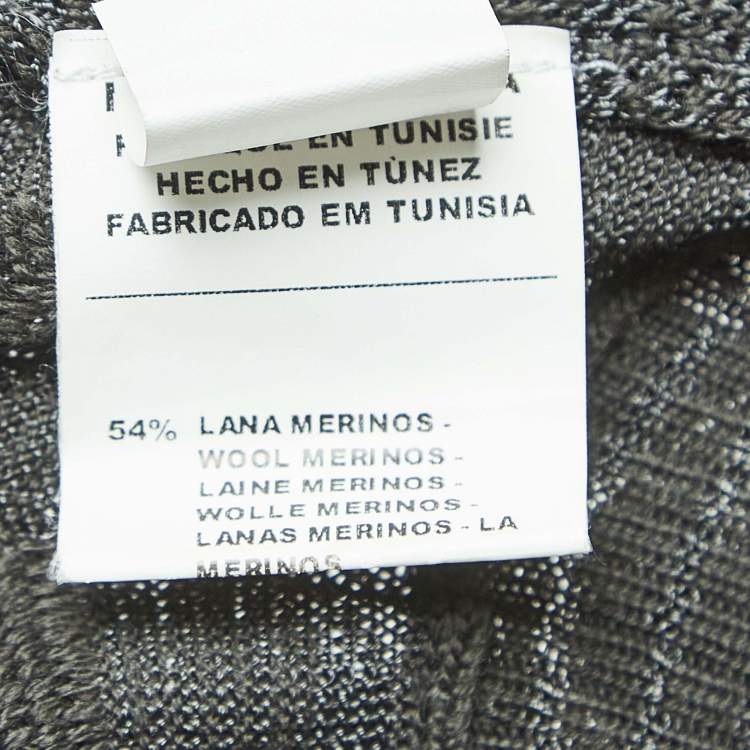 EN TUNISIE
HECHO EN TÙNEZ
FABRICADO EM TUNISIA
54% LANA MERINOS -
WOOL MERINOS -
LAINE MERINOS -
WOLLE MERINOS -
LANAS MERINOS - LA
MERINOS